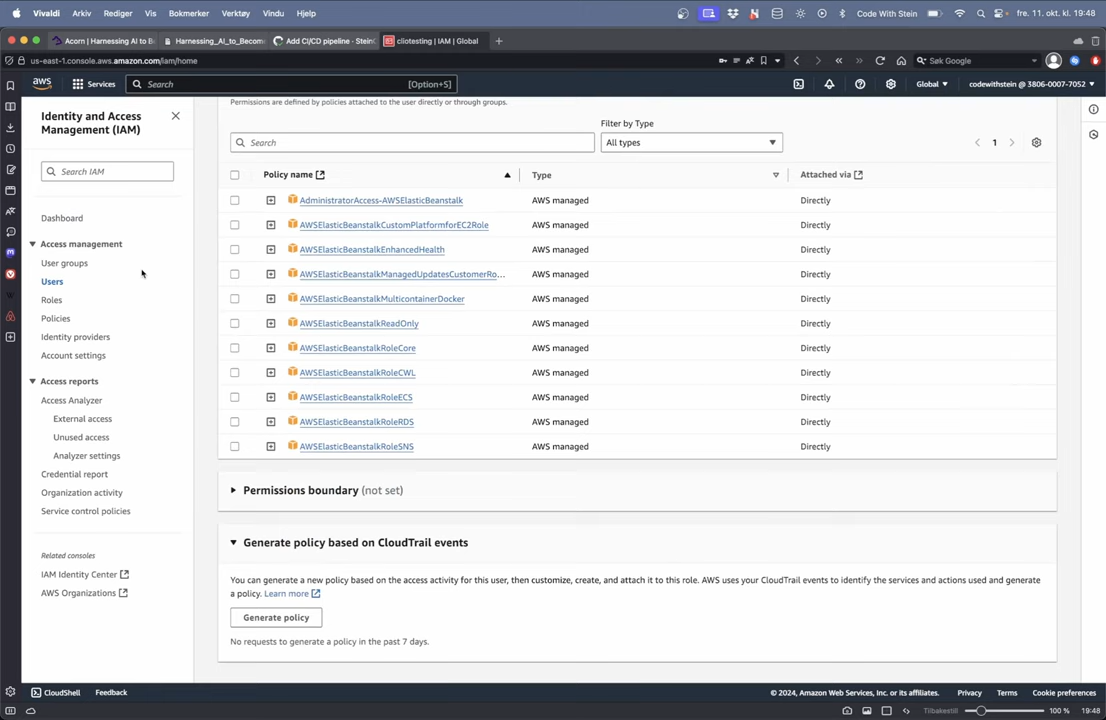 Vivaldi Arkiv Rediger Vis Bokmerker Verktøy Vindu Hjelp Code With Stein fre. 11. okt. kl. 19:48
Acorn | Harnessing AI to B Harnessing_AI_to_Becom Add CI/CD pipeline · Stein cliotesting | IAM | Global
us-east-1.console.aws.amazon.com/iam/home Søk Google
aws Services Search [Option+S] Global codewithstein @ 3806-0007-7052
Identity and Access Management (IAM)
Search IAM
Dashboard
Access management
User groups
Users
Roles
Policies
Identity providers
Account settings
Access reports
Access Analyzer
External access
Unused access
Analyzer settings
Credential report
Organization activity
Service control policies
Related consoles
IAM Identity Center
AWS Organizations
Permissions are defined by policies attached to the user directly or through groups.
Filter by Type
Search All types 1
Policy name Type Attached via
AdministratorAccess-AWSElasticBeanstalk AWS managed Directly
AWSElasticBeanstalkCustomPlatformforEC2Role AWS managed Directly
AWSElasticBeanstalkEnhancedHealth AWS managed Directly
AWSElasticBeanstalkManagedUpdatesCustomerRo... AWS managed Directly
AWSElasticBeanstalkMulticontainerDocker AWS managed Directly
AWSElasticBeanstalkReadOnly AWS managed Directly
AWSElasticBeanstalkRoleCore AWS managed Directly
AWSElasticBeanstalkRoleCWL AWS managed Directly
AWSElasticBeanstalkRoleECS AWS managed Directly
AWSElasticBeanstalkRoleRDS AWS managed Directly
AWSElasticBeanstalkRoleSNS AWS managed Directly
Permissions boundary (not set)
Generate policy based on CloudTrail events
You can generate a new policy based on the access activity for this user, then customize, create, and attach it to this role. AWS uses your CloudTrail events to identify the services and actions used and generate
a policy. Learn more
Generate policy
No requests to generate a policy in the past 7 days.
CloudShell Feedback © 2024, Amazon Web Services, Inc. or its affiliates. Privacy Terms Cookie preferences
Tilbakestill 100 % 19:48